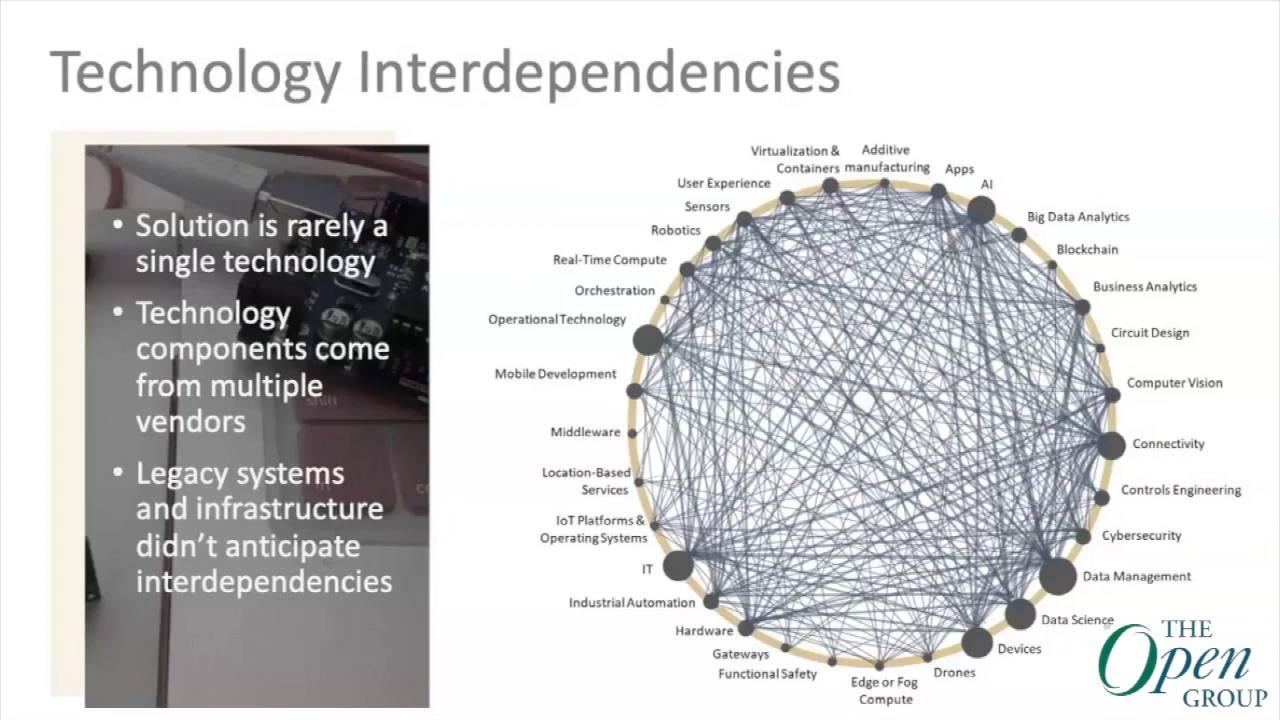 Technology Interdependencies
• Solution is rarely a
single technology
• Technology
components come
from multiple
vendors
• Legacy systems
and infrastructure
didn't anticipate
interdependencies
Virtualization &
Containers
Additive
manufacturing
Apps
AI
Big Data Analytics
Blockchain
Business Analytics
Circuit Design
Computer Vision
Connectivity
Controls Engineering
Cybersecurity
Data Management
Data Science
Devices
Drones
Edge or Fog
Compute
Functional Safety
Gateways
Hardware
Industrial Automation
IT
IoT Platforms &
Operating Systems
Location-Based
Services
Middleware
Mobile Development
Operational Technology
Orchestration
Real-Time Compute
Robotics
Sensors
User Experience
THE
Open
GROUP